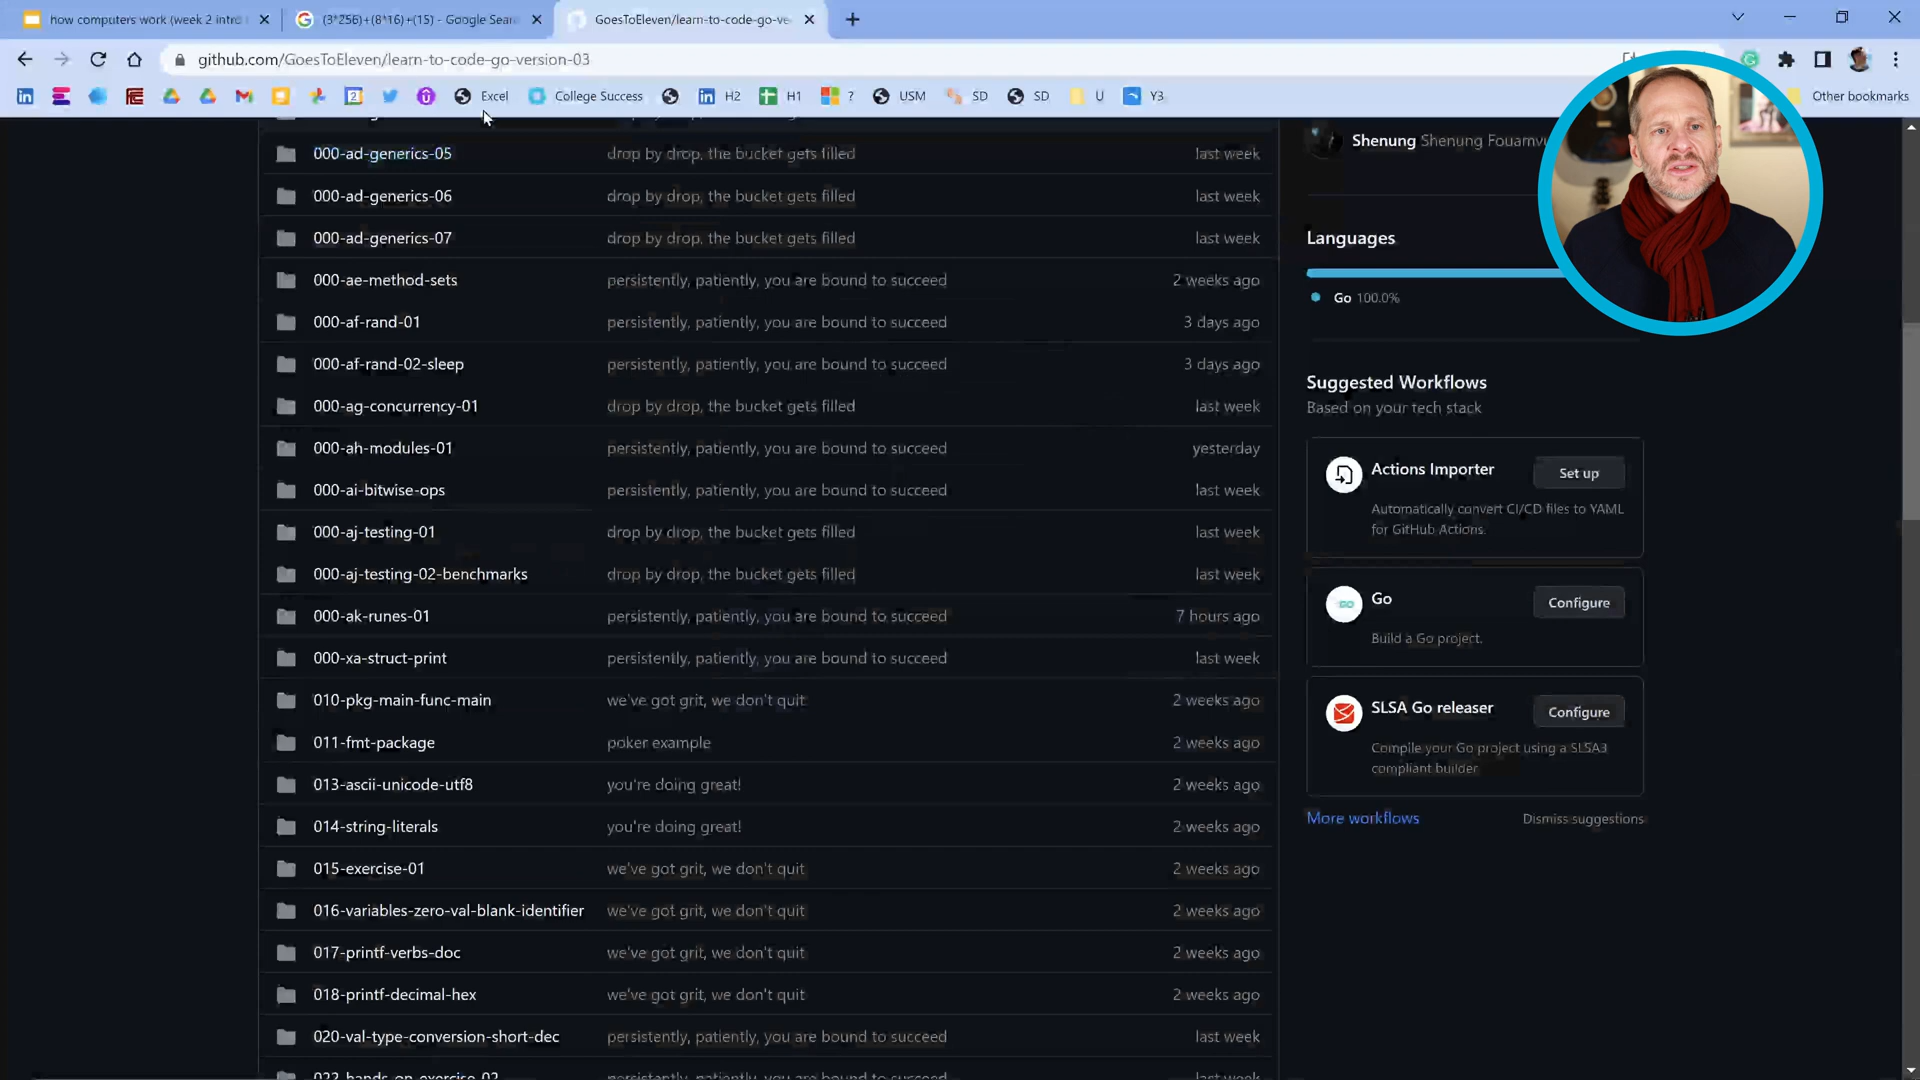 how computers work (week 2 intro t
(3*256)+(8*16)+(15) - Google Sear
GoesToEleven/learn-to-code-go-ve
github.com/GoesToEleven/learn-to-code-go-version-03
Excel College Success H2 H1 ? USM SD SD U Y3 Other bookmarks
000-ad-generics-05 drop by drop, the bucket gets filled last week
000-ad-generics-06 drop by drop, the bucket gets filled last week
000-ad-generics-07 drop by drop, the bucket gets filled last week
000-ae-method-sets persistently, patiently, you are bound to succeed 2 weeks ago
000-af-rand-01 persistently, patiently, you are bound to succeed 3 days ago
000-af-rand-02-sleep persistently, patiently, you are bound to succeed 3 days ago
000-ag-concurrency-01 drop by drop, the bucket gets filled last week
000-ah-modules-01 persistently, patiently, you are bound to succeed yesterday
000-ai-bitwise-ops persistently, patiently, you are bound to succeed last week
000-aj-testing-01 drop by drop, the bucket gets filled last week
000-aj-testing-02-benchmarks drop by drop, the bucket gets filled last week
000-ak-runes-01 persistently, patiently, you are bound to succeed 7 hours ago
000-xa-struct-print persistently, patiently, you are bound to succeed last week
010-pkg-main-func-main we've got grit, we don't quit 2 weeks ago
011-fmt-package poker example 2 weeks ago
013-ascii-unicode-utf8 you're doing great! 2 weeks ago
014-string-literals you're doing great! 2 weeks ago
015-exercise-01 we've got grit, we don't quit 2 weeks ago
016-variables-zero-val-blank-identifier we've got grit, we don't quit 2 weeks ago
017-printf-verbs-doc we've got grit, we don't quit 2 weeks ago
018-printf-decimal-hex we've got grit, we don't quit 2 weeks ago
020-val-type-conversion-short-dec persistently, patiently, you are bound to succeed last week
022-hands-on-exercise-02 persistently, patiently, you are bound to succeed last week
Shenung Shenung Fouamvu
Languages
Go 100.0%
Suggested Workflows
Based on your tech stack
Actions Importer Set up
Automatically convert CI/CD files to YAML
for GitHub Actions.
Go Configure
Build a Go project.
SLSA Go releaser Configure
Compile your Go project using a SLSA3
compliant builder
More workflows Dismiss suggestions